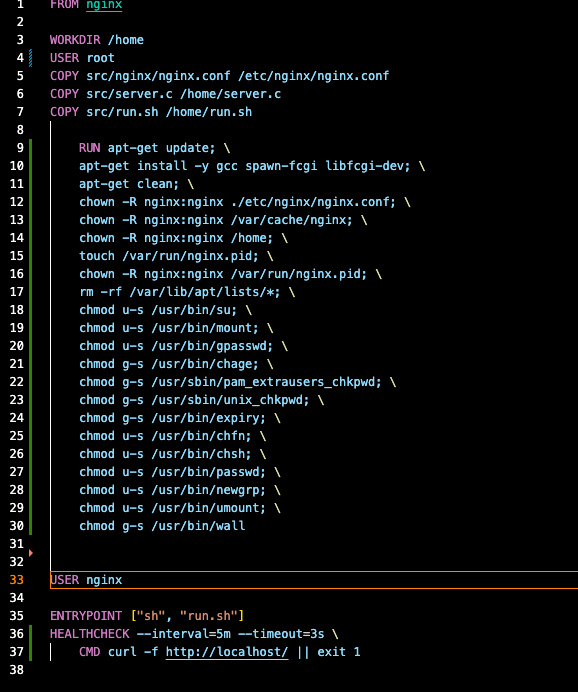 1 FROM nginx
2
3 WORKDIR /home
4 USER root
5 COPY src/nginx/nginx.conf /etc/nginx/nginx.conf
6 COPY src/server.c /home/server.c
7 COPY src/run.sh /home/run.sh
8
9 RUN apt-get update; \
10 apt-get install -y gcc spawn-fcgi libfcgi-dev; \
11 apt-get clean; \
12 chown -R nginx:nginx ./etc/nginx/nginx.conf; \
13 chown -R nginx:nginx /var/cache/nginx; \
14 chown -R nginx:nginx /home; \
15 touch /var/run/nginx.pid; \
16 chown -R nginx:nginx /var/run/nginx.pid; \
17 rm -rf /var/lib/apt/lists/*; \
18 chmod u-s /usr/bin/su; \
19 chmod u-s /usr/bin/mount; \
20 chmod u-s /usr/bin/gpasswd; \
21 chmod g-s /usr/bin/chage; \
22 chmod g-s /usr/sbin/pam_extrausers_chkpwd; \
23 chmod g-s /usr/sbin/unix_chkpwd; \
24 chmod g-s /usr/bin/expiry; \
25 chmod u-s /usr/bin/chfn; \
26 chmod u-s /usr/bin/chsh; \
27 chmod u-s /usr/bin/passwd; \
28 chmod u-s /usr/bin/newgrp; \
29 chmod u-s /usr/bin/umount; \
30 chmod g-s /usr/bin/wall
31
32
33 USER nginx
34
35 ENTRYPOINT ["sh", "run.sh"]
36 HEALTHCHECK --interval=5m --timeout=3s \
37 CMD curl -f http://localhost/ || exit 1
38